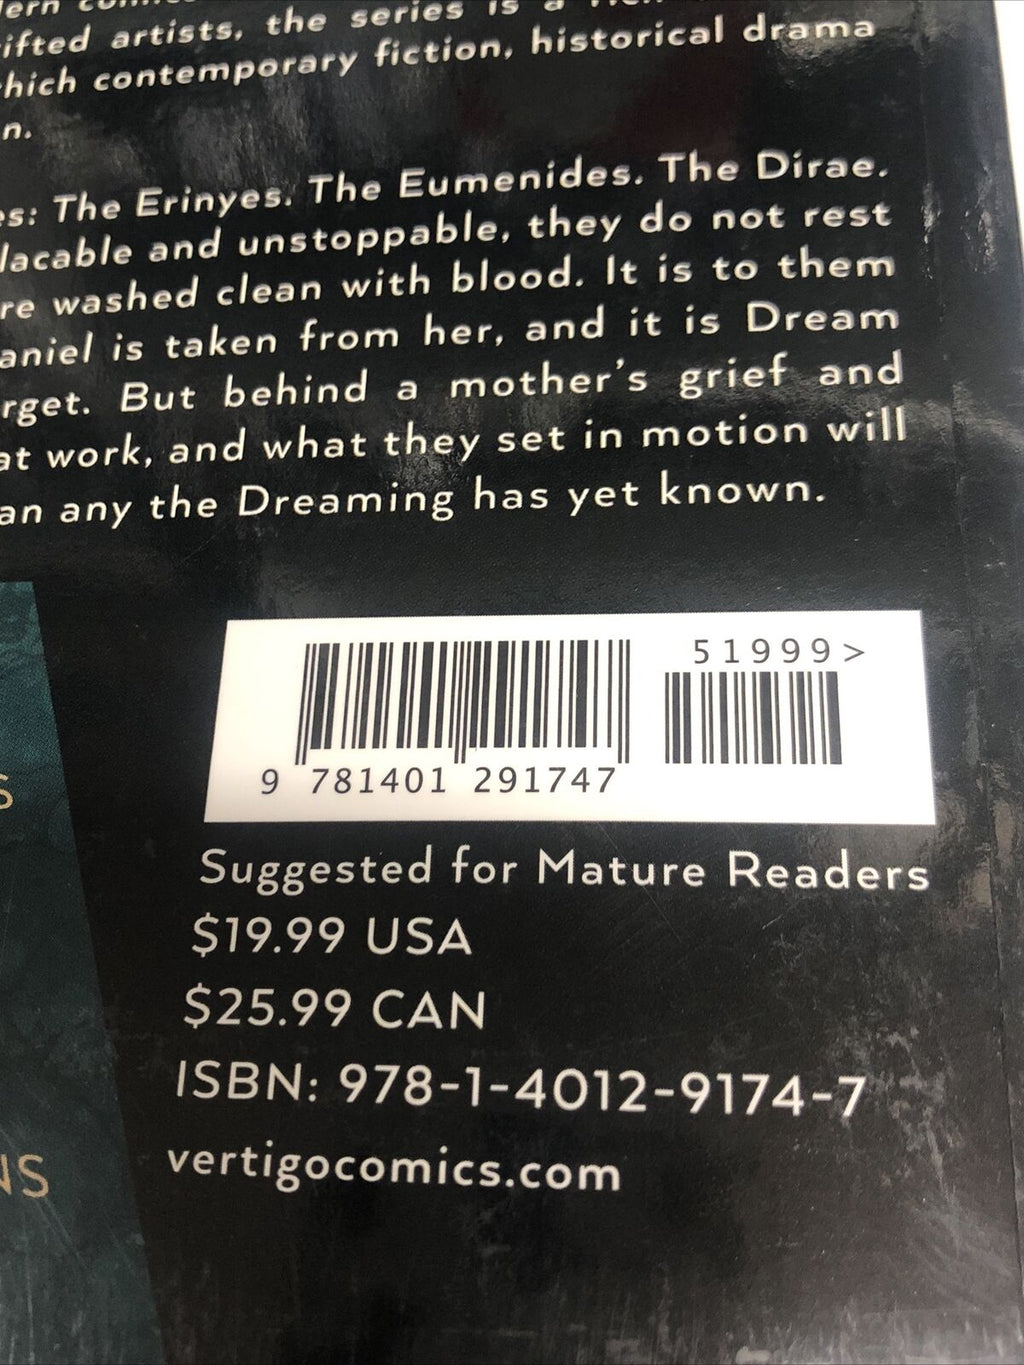 ifted artists, the series is a
hich contemporary fiction, historical drama
n.
es: The Erinyes. The Eumenides. The Dirae.
lacable and unstoppable, they do not rest
re washed clean with blood. It is to them
aniel is taken from her, and it is Dream
rget. But behind a mother's grief and
at work, and what they set in motion will
an any the Dreaming has yet known.
51999>
9 781401 291747
S
Suggested for Mature Readers
$19.99 USA
$25.99 CAN
ISBN: 978-1-4012-9174-7
NS
vertigocomics.com